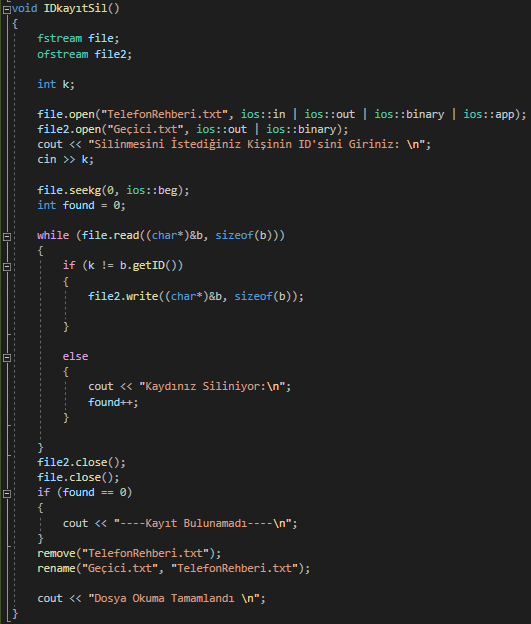 void IDkayıtSil()
{
fstream file;
ofstream file2;
int k;
file.open("TelefonRehberi.txt", ios::in | ios::out | ios::binary | ios::app);
file2.open("Geçici.txt", ios::out | ios::binary);
cout << "Silinmesini İstediğiniz Kişinin ID'sini Giriniz: \n";
cin >> k;
file.seekg(0, ios::beg);
int found = 0;
while (file.read((char*)&b, sizeof(b)))
{
if (k != b.getID())
{
file2.write((char*)&b, sizeof(b));
}
else
{
cout << "Kaydınız Siliniyor:\n";
found++;
}
}
file2.close();
file.close();
if (found == 0)
{
cout << "----Kayıt Bulunamadı----\n";
}
remove("TelefonRehberi.txt");
rename("Geçici.txt", "TelefonRehberi.txt");
cout << "Dosya Okuma Tamamlandı \n";
}